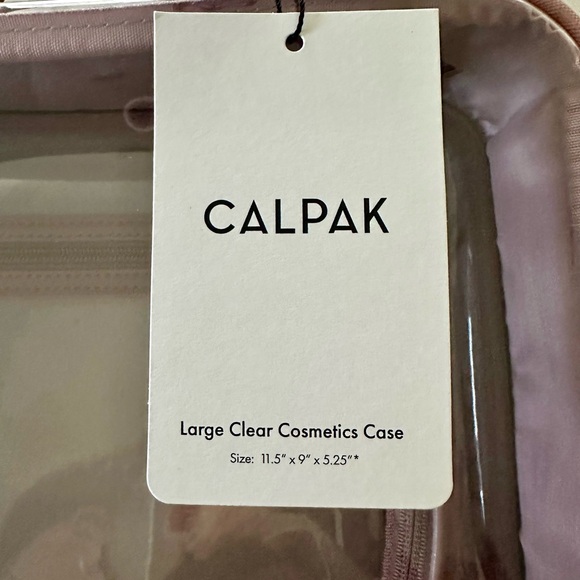 CALPAK
Large Clear Cosmetics Case
Size: 11.5" x 9" x 5.25"*